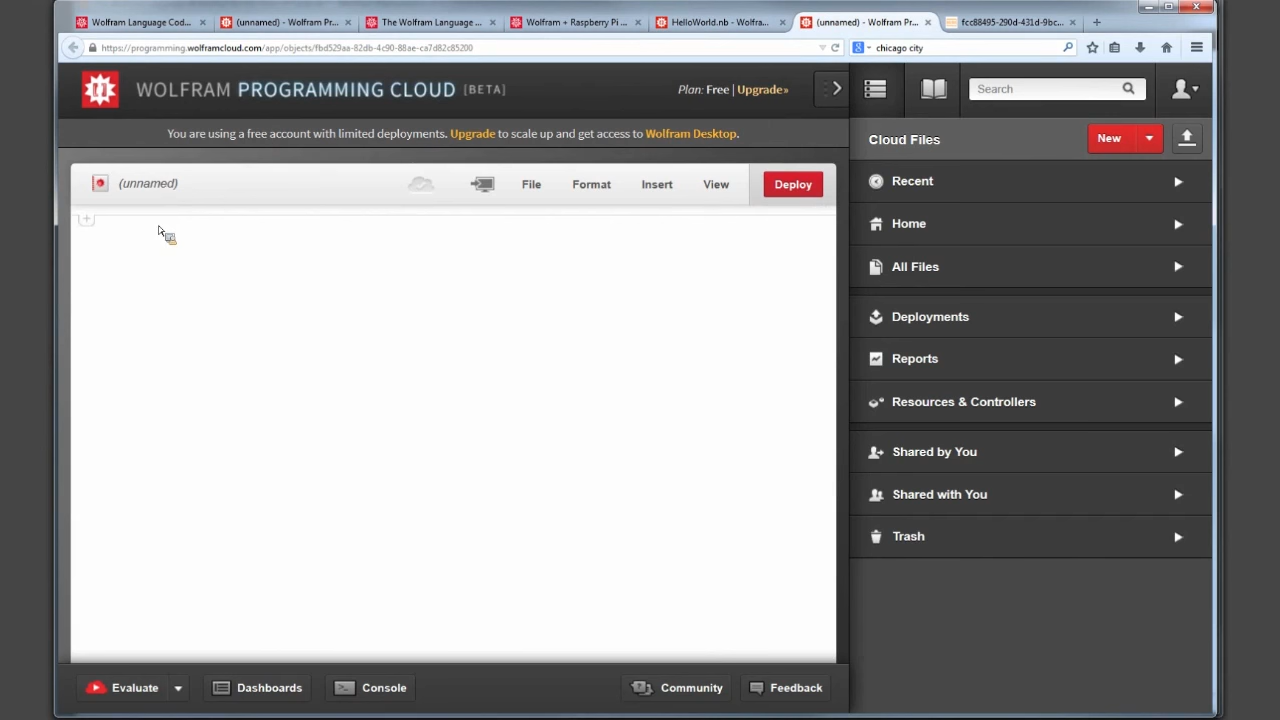 Wolfram Language Cod...
(unnamed) - Wolfram Pr...
The Wolfram Language ...
Wolfram + Raspberry Pi ...
HelloWorld.nb - Wolfra...
(unnamed) - Wolfram Pr...
fcc88495-290d-431d-9bc...
https://programming.wolframcloud.com/app/objects/fbd529aa-82db-4c90-88ae-ca7d82c85200
chicago city
WOLFRAM PROGRAMMING CLOUD [BETA]
Plan: Free | Upgrade»
Search
You are using a free account with limited deployments. Upgrade to scale up and get access to Wolfram Desktop.
Cloud Files
New
(unnamed)
File
Format
Insert
View
Deploy
Recent
Home
All Files
Deployments
Reports
Resources & Controllers
Shared by You
Shared with You
Trash
Evaluate
Dashboards
Console
Community
Feedback